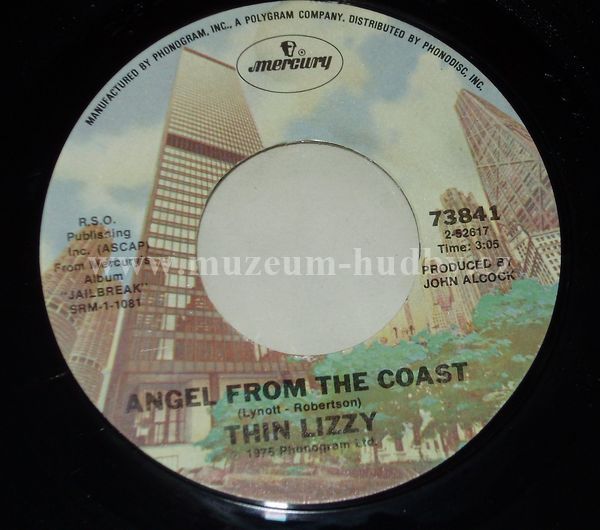 MANUFACTURED BY PHONOGRAM, INC., A POLYGRAM COMPANY. DISTRIBUTED BY PHONODISC, INC.
mercury
R.S.O.
Publishing
Inc. (ASCAP)
From Mercury's
Album
"JAILBREAK"
SRM-1-1081
73841
2-52617
Time: 3:05
PRODUCED BY
JOHN ALCOCK
www.muzeum-hudby.
ANGEL FROM THE COAST
(Lynott - Robertson)
THIN LIZZY
℗ 1975 Phonogram Ltd.